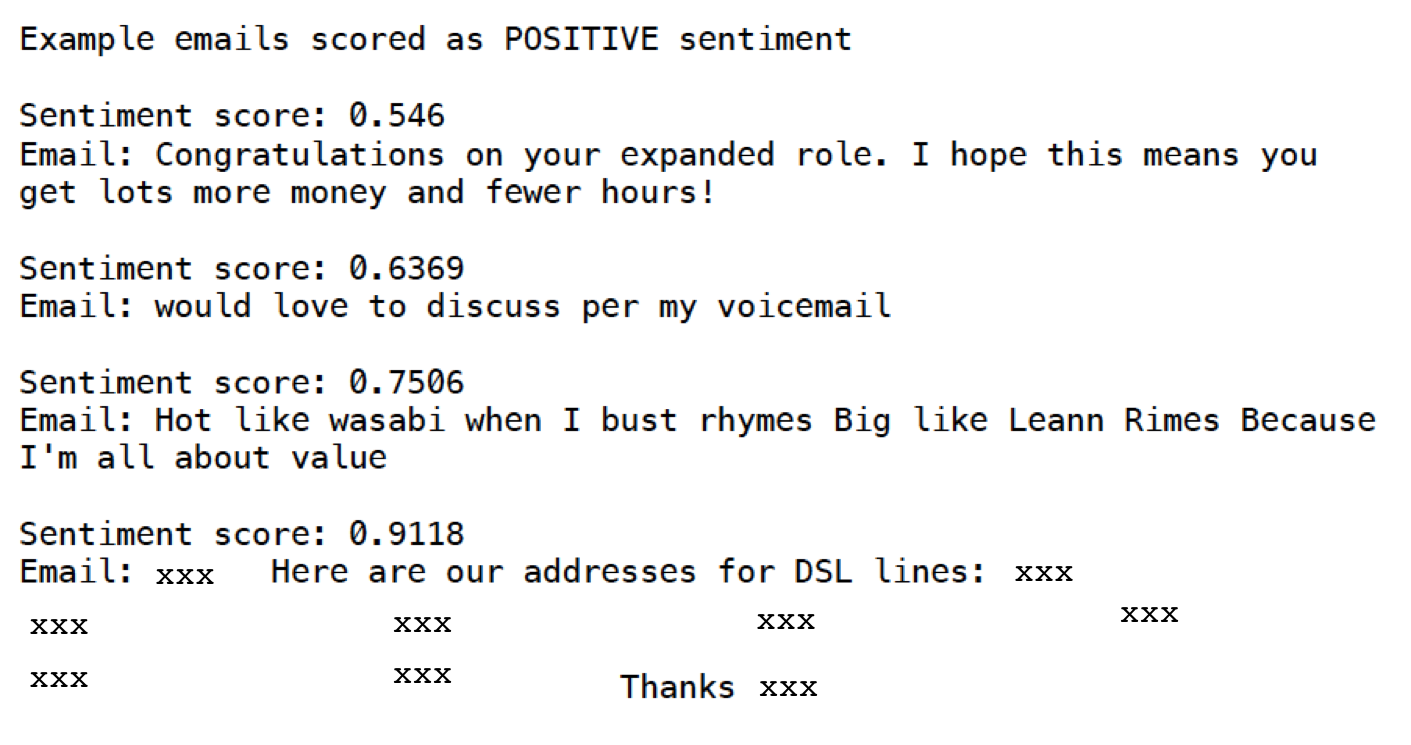 Example emails scored as POSITIVE sentiment
Sentiment score: 0.546
Email: Congratulations on your expanded role. I hope this means you
get lots more money and fewer hours!
Sentiment score: 0.6369
Email: would love to discuss per my voicemail
Sentiment score: 0.7506
Email: Hot like wasabi when I bust rhymes Big like Leann Rimes Because
I'm all about value
Sentiment score: 0.9118
Email: xxx Here are our addresses for DSL lines: xxx
xxx xxx xxx xxx
xxx xxx Thanks xxx